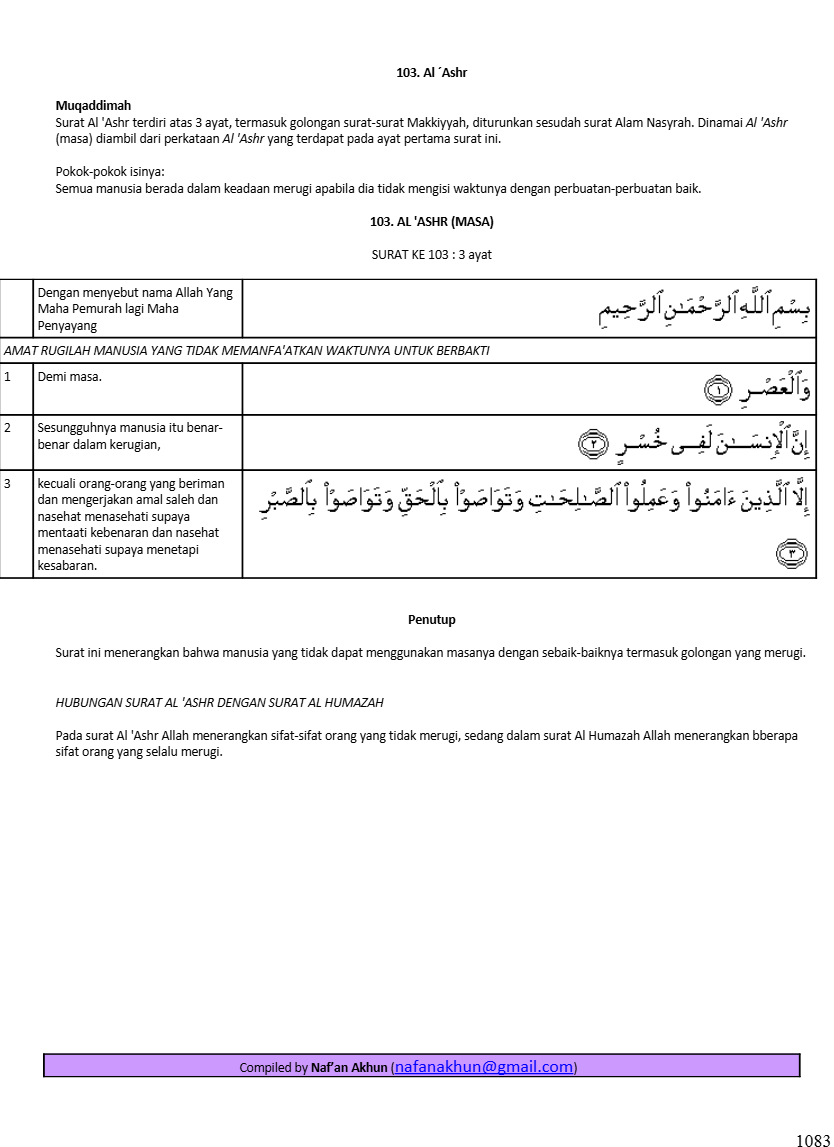 103. Al ´Ashr
Muqaddimah
Surat Al 'Ashr terdiri atas 3 ayat, termasuk golongan surat-surat Makkiyyah, diturunkan sesudah surat Alam Nasyrah. Dinamai Al 'Ashr
(masa) diambil dari perkataan Al 'Ashr yang terdapat pada ayat pertama surat ini.
Pokok-pokok isinya:
Semua manusia berada dalam keadaan merugi apabila dia tidak mengisi waktunya dengan perbuatan-perbuatan baik.
103. AL 'ASHR (MASA)
SURAT KE 103 : 3 ayat
Dengan menyebut nama Allah Yang
Maha Pemurah lagi Maha
Penyayang
بِسْمِ ٱللَّهِ ٱلرَّحْمَـٰنِ ٱلرَّحِيمِ
AMAT RUGILAH MANUSIA YANG TIDAK MEMANFA'ATKAN WAKTUNYA UNTUK BERBAKTI
1
Demi masa.
وَٱلْعَصْرِ ١
2
Sesungguhnya manusia itu benar-
benar dalam kerugian,
إِنَّ ٱلْإِنسَـٰنَ لَفِى خُسْرٍ ٢
3
kecuali orang-orang yang beriman
dan mengerjakan amal saleh dan
nasehat menasehati supaya
mentaati kebenaran dan nasehat
menasehati supaya menetapi
kesabaran.
إِلَّا ٱلَّذِينَ ءَامَنُوا۟ وَعَمِلُوا۟ ٱلصَّـٰلِحَـٰتِ وَتَوَاصَوْا۟ بِٱلْحَقِّ وَتَوَاصَوْا۟ بِٱلصَّبْرِ
٣
Penutup
Surat ini menerangkan bahwa manusia yang tidak dapat menggunakan masanya dengan sebaik-baiknya termasuk golongan yang merugi.
HUBUNGAN SURAT AL 'ASHR DENGAN SURAT AL HUMAZAH
Pada surat Al 'Ashr Allah menerangkan sifat-sifat orang yang tidak merugi, sedang dalam surat Al Humazah Allah menerangkan bberapa
sifat orang yang selalu merugi.
Compiled by Naf’an Akhun (nafanakhun@gmail.com)
1083